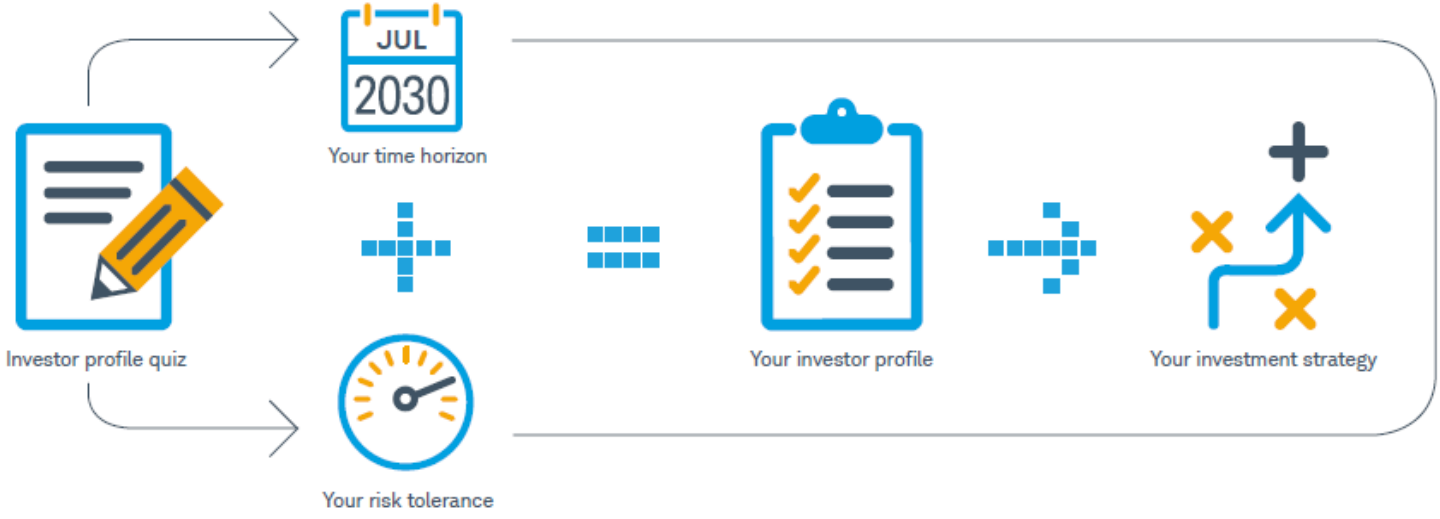 JUL
2030
Your time horizon
Investor profile quiz
Your investor profile
Your investment strategy
Your risk tolerance